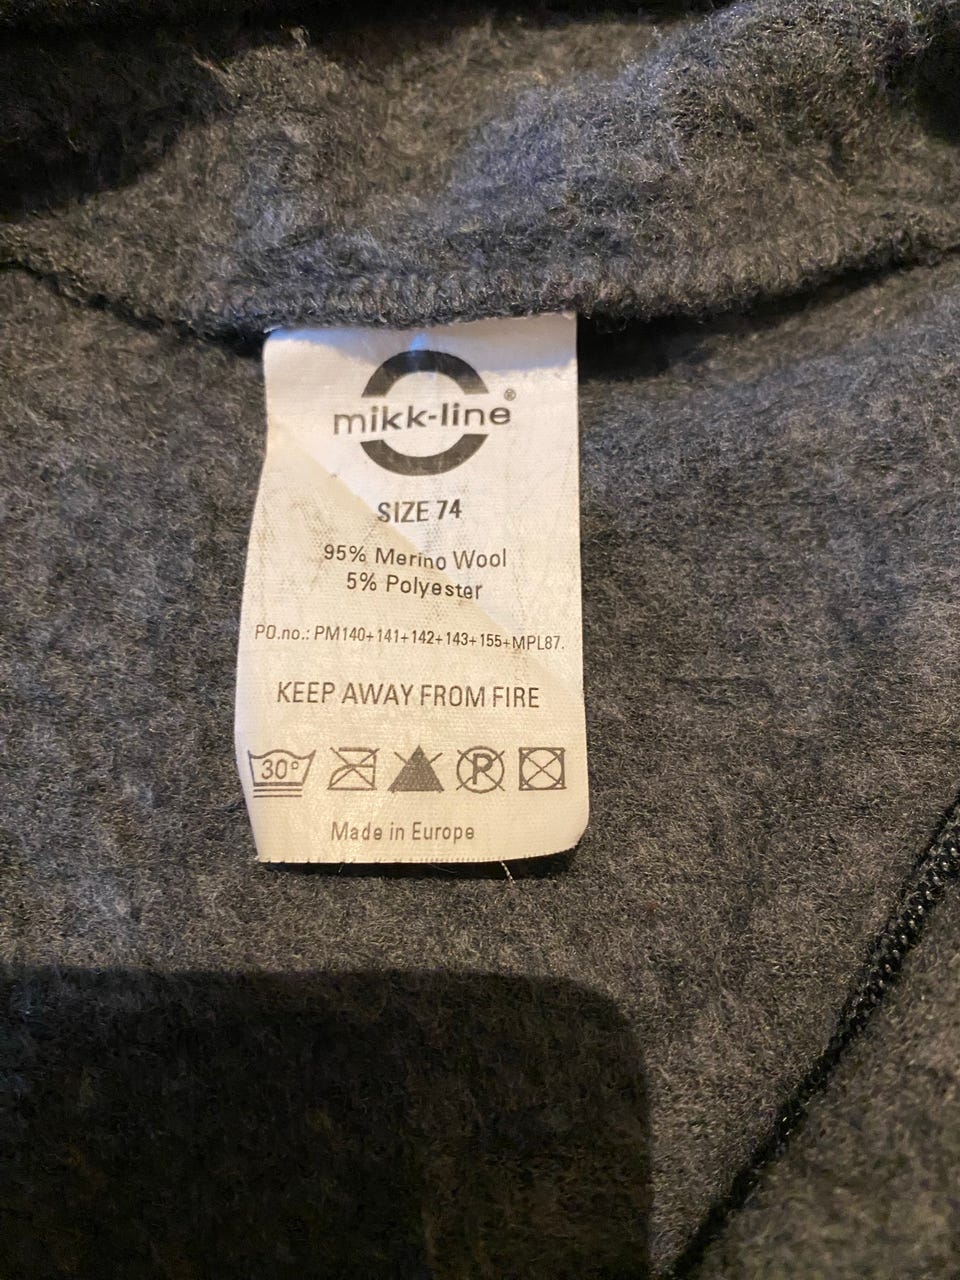 mikk-line®
SIZE 74
95% Merino Wool
5% Polyester
PO.no.: PM140+141+142+143+155+MPL87.
KEEP AWAY FROM FIRE
30° P
Made in Europe